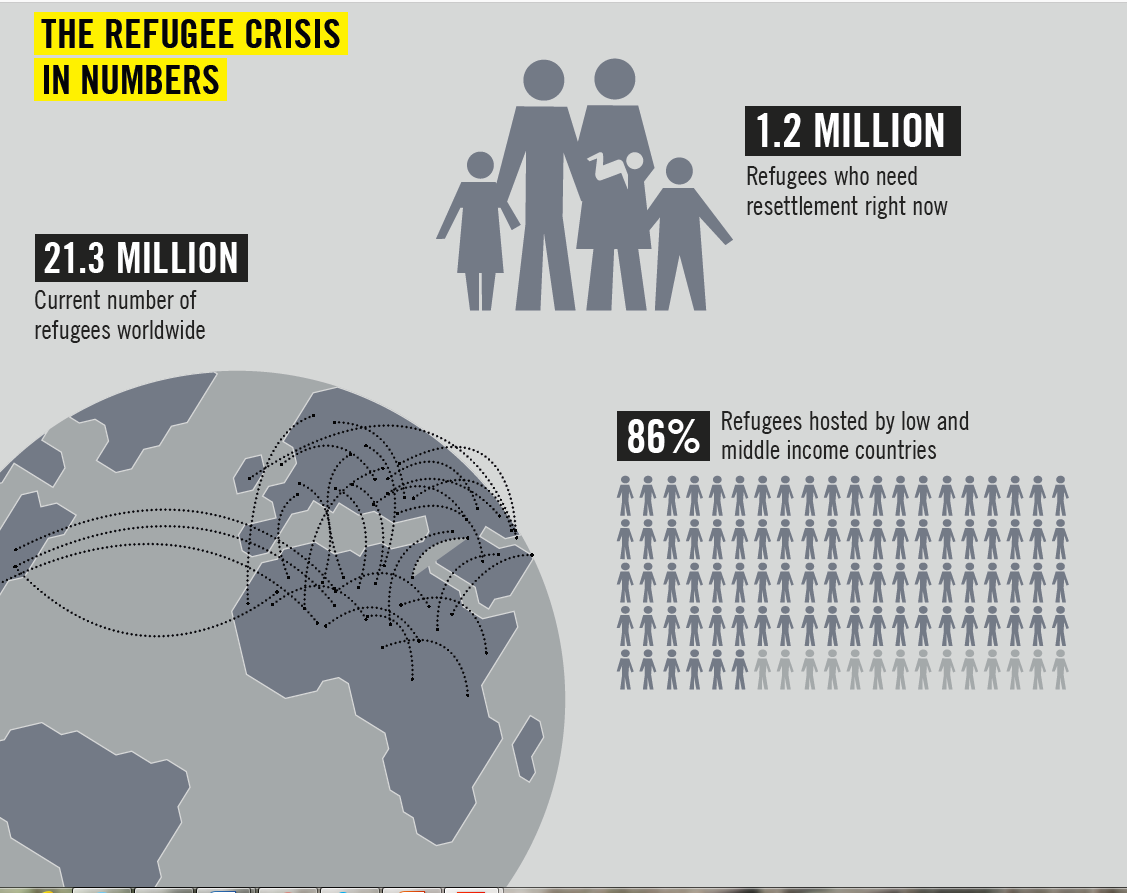 THE REFUGEE CRISIS
IN NUMBERS
1.2 MILLION
Refugees who need
resettlement right now
21.3 MILLION
Current number of
refugees worldwide
86%
Refugees hosted by low and
middle income countries